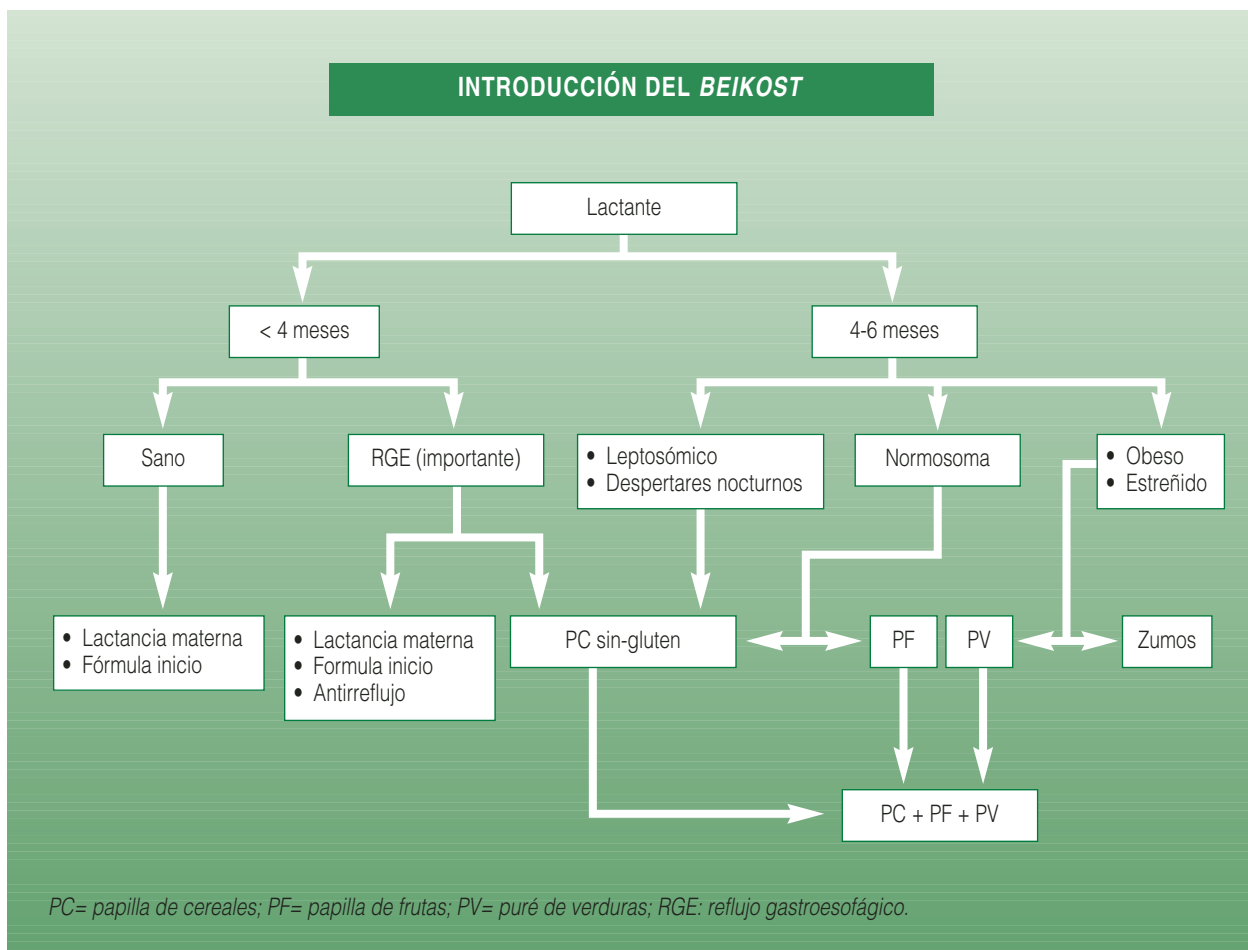 INTRODUCCIÓN DEL BEIKOST
Lactante
< 4 meses
4-6 meses
Sano
RGE (importante)
• Leptosómico
• Despertares nocturnos
Normosoma
• Obeso
• Estreñido
• Lactancia materna
• Fórmula inicio
• Lactancia materna
• Formula inicio
• Antirreflujo
PC sin-gluten
PF
PV
Zumos
PC + PF + PV
PC= papilla de cereales; PF= papilla de frutas; PV= puré de verduras; RGE: reflujo gastroesofágico.